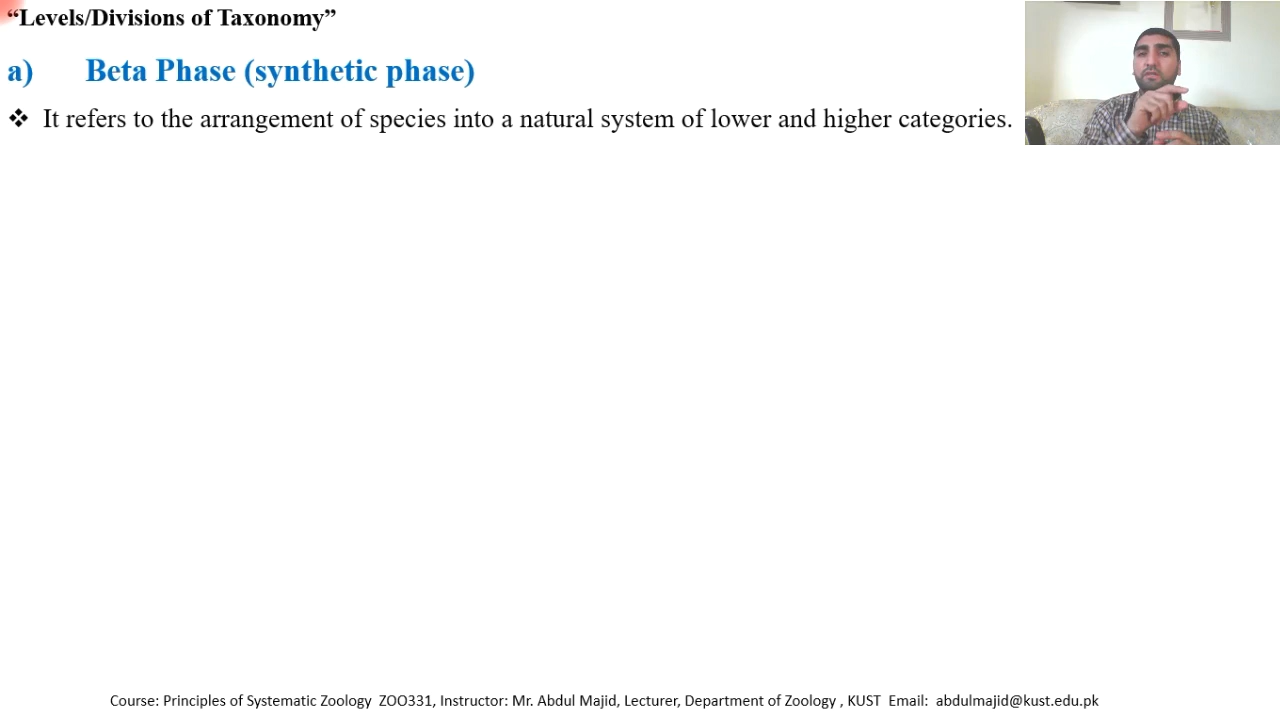 “Levels/Divisions of Taxonomy”
a) Beta Phase (synthetic phase)
❖ It refers to the arrangement of species into a natural system of lower and higher categories.
Course: Principles of Systematic Zoology ZOO331, Instructor: Mr. Abdul Majid, Lecturer, Department of Zoology , KUST Email: abdulmajid@kust.edu.pk